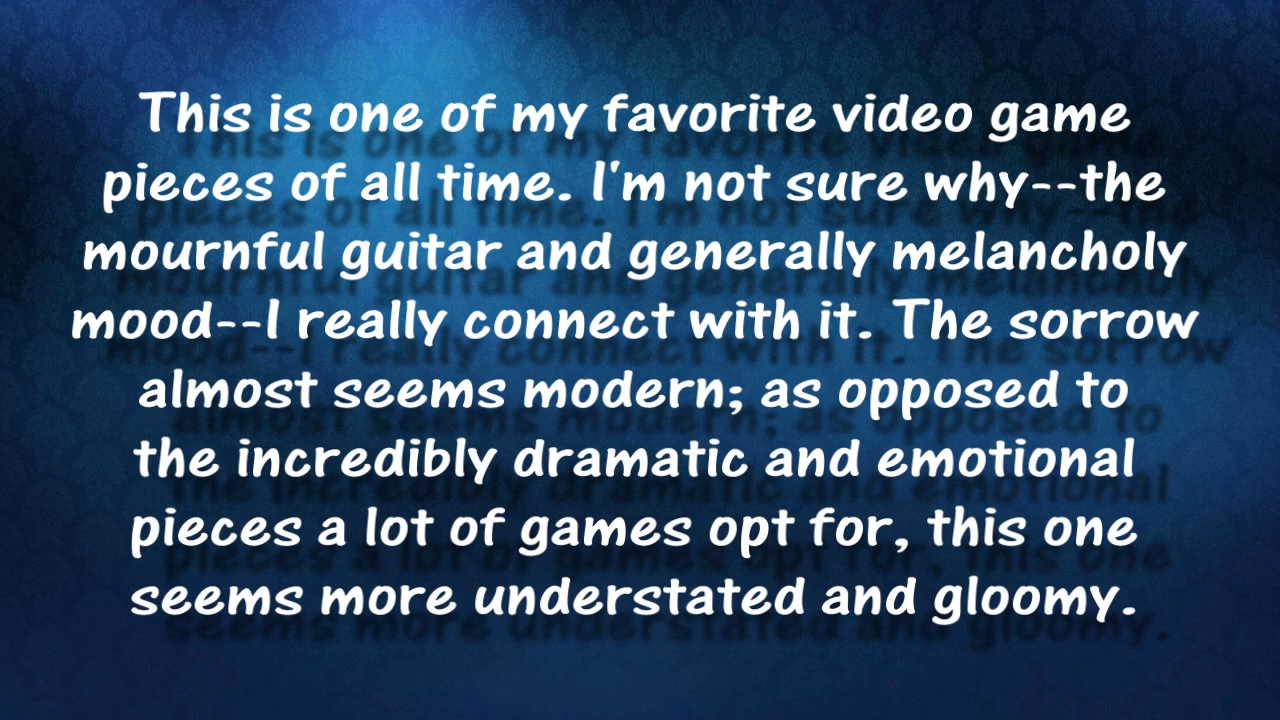 This is one of my favorite video game
pieces of all time. I'm not sure why--the
mournful guitar and generally melancholy
mood--I really connect with it. The sorrow
almost seems modern; as opposed to
the incredibly dramatic and emotional
pieces a lot of games opt for, this one
seems more understated and gloomy.